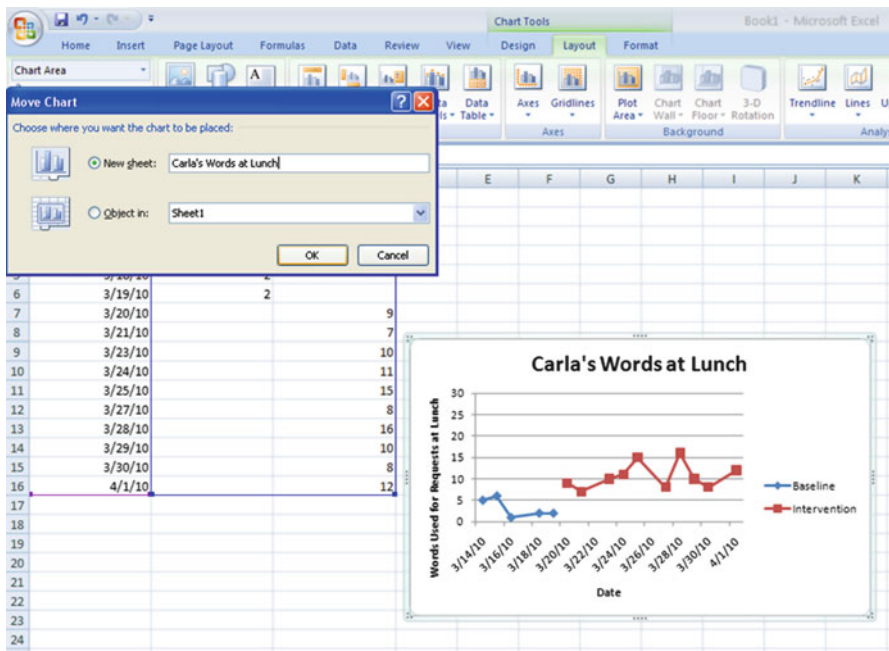 Chart Tools
Book1 - Microsoft Excel
Home Insert Page Layout Formulas Data Review View Design Layout Format
Chart Area
A
Data Table
Axes Gridlines
Plot Area
Chart Wall
Chart Floor
3-D Rotation
Trendline Lines
Axes
Background
Move Chart
Choose where you want the chart to be placed:
New sheet: Carla's Words at Lunch
Object in: Sheet1
OK Cancel
E F G H I J K
6 3/19/10 2
7 3/20/10 9
8 3/21/10 7
9 3/23/10 10
10 3/24/10 11
11 3/25/10 15
12 3/27/10 8
13 3/28/10 16
14 3/29/10 10
15 3/30/10 8
16 4/1/10 12
17
18
19
20
21
22
23
24
Carla's Words at Lunch
Words Used for Requests at Lunch
30
25
20
15
10
5
0
3/14/10 3/16/10 3/18/10 3/20/10 3/22/10 3/24/10 3/26/10 3/28/10 3/30/10 4/1/10
Date
Baseline
Intervention